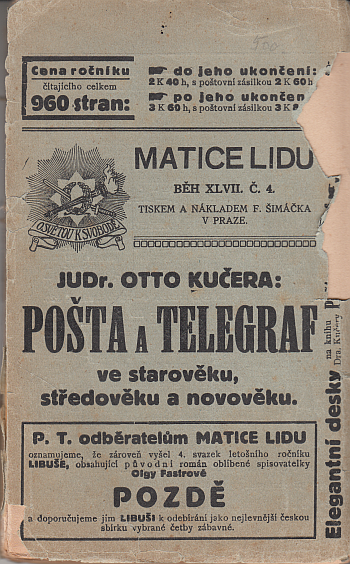 Cena ročníku
čítajícího celkem
960 stran:
do jeho ukončení:
2 K 40 h, s poštovní zásilkou 2 K 60 h
po jeho ukončen
3 K 60 h, s poštovní zásilkou 3 K 8
OSVĚTOU K SVOBODĚ
MATICE LIDU
BĚH XLVII. Č. 4.
TISKEM A NÁKLADEM F. ŠIMÁČKA
V PRAZE.
JUDr. OTTO KUČERA:
POŠTA A TELEGRAF
ve starověku,
středověku a novověku.
P. T. odběratelům MATICE LIDU
oznamujeme, že zároveň vyšel 4. svazek letošního ročníku
LIBUŠE, obsahující původní román oblíbené spisovatelky
Olgy Fastrové
POZDĚ
a doporučujeme jim LIBUŠI k odebírání jako nejlevnější českou
sbírku vybrané četby zábavné.
Elegantní desky
na knihu
Dra. Kučery